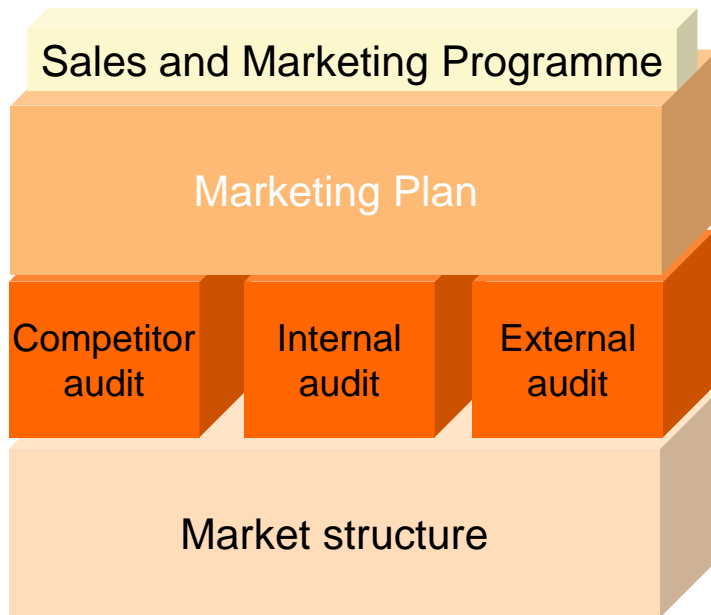 Sales and Marketing Programme
Marketing Plan
Competitor
audit
Internal
audit
External
audit
Market structure